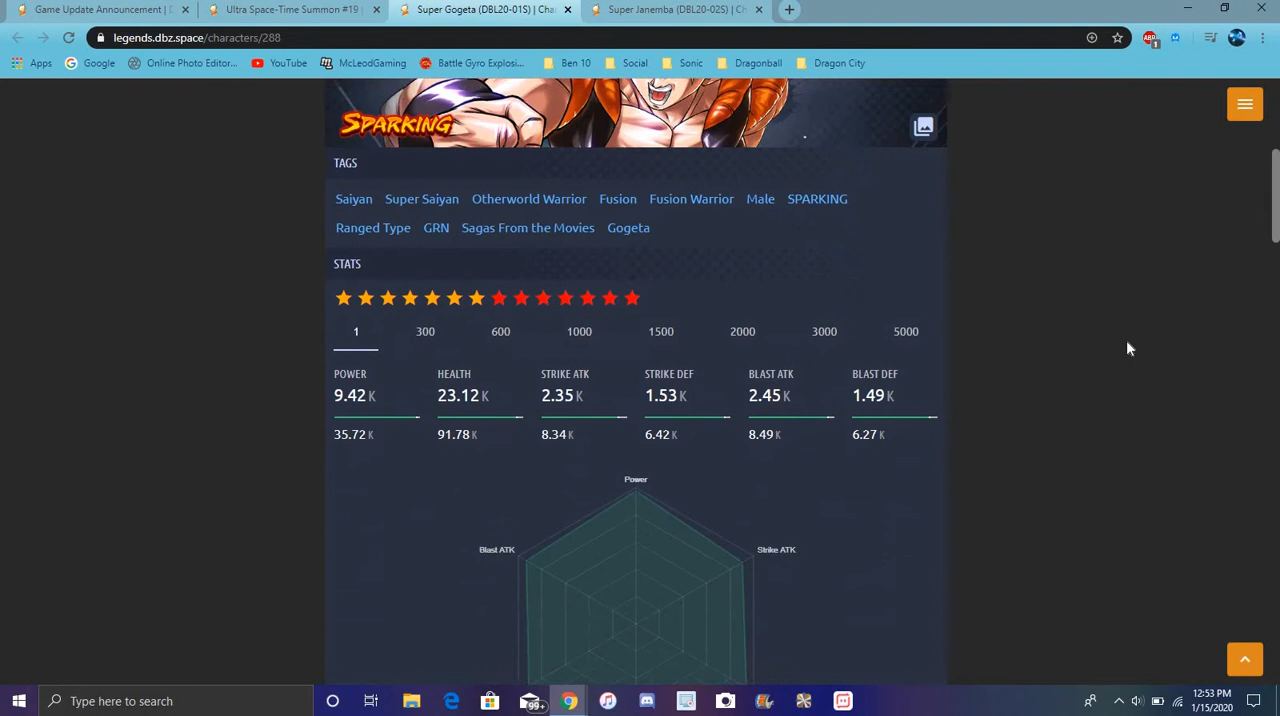 Game Update Announcement | D
Ultra Space-Time Summon #19 |
Super Gogeta (DBL20-01S) | Cha
Super Janemba (DBL20-02S) | Ch
legends.dbz.space/characters/288
Apps
Google
Online Photo Editor...
YouTube
McLeodGaming
Battle Gyro Explosi...
Ben 10
Social
Sonic
Dragonball
Dragon City
ABP
1
SPARKING
TAGS
Saiyan Super Saiyan Otherworld Warrior Fusion Fusion Warrior Male SPARKING
Ranged Type GRN Sagas From the Movies Gogeta
STATS
1 300 600 1000 1500 2000 3000 5000
POWER HEALTH STRIKE ATK STRIKE DEF BLAST ATK BLAST DEF
9.42 K 23.12 K 2.35 K 1.53 K 2.45 K 1.49 K
35.72 K 91.78 K 8.34 K 6.42 K 8.49 K 6.27 K
Power
Blast ATK
Strike ATK
Type here to search
99+
12:53 PM
1/15/2020